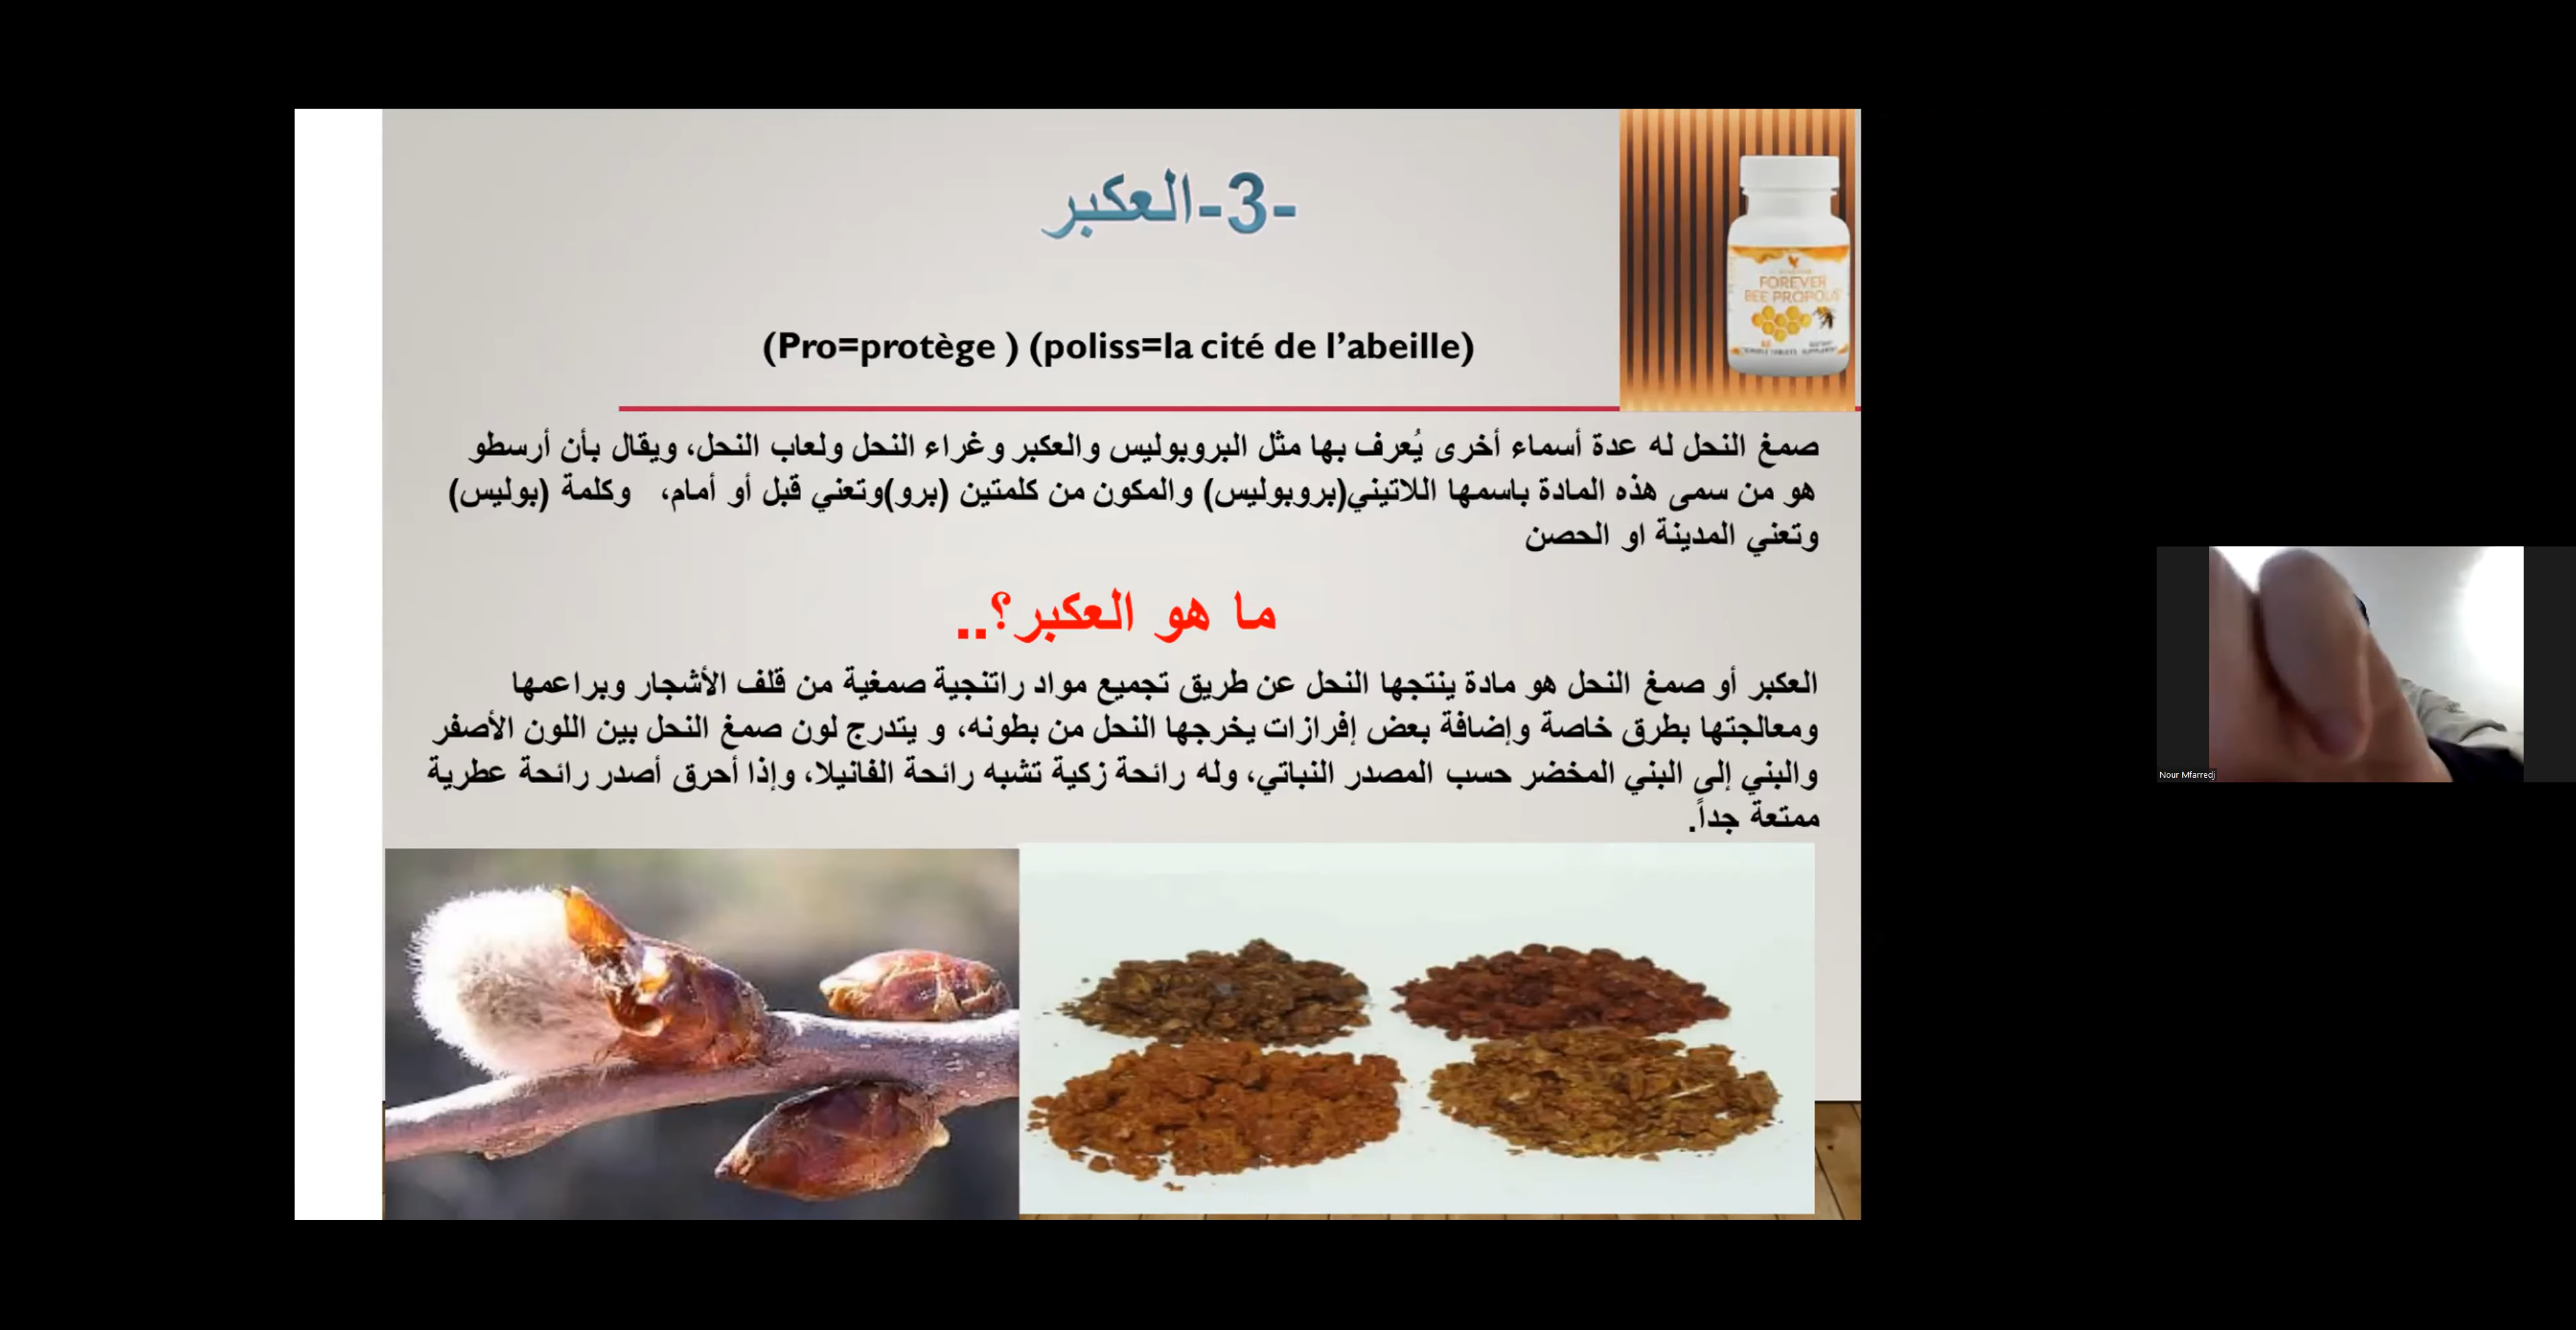 -3-العكبر
(Pro=protège ) (poliss=la cité de l’abeille)
FOREVER
BEE PROPOLIS
صمغ النحل له عدة أسماء أخرى يُعرف بها مثل البروبوليس والعكبر وغراء النحل ولعاب النحل، ويقال بأن أرسطو
هو من سمى هذه المادة باسمها اللاتيني(بروبوليس) والمكون من كلمتين (برو)وتعني قبل أو أمام، وكلمة (بوليس)
وتعني المدينة او الحصن
ما هو العكبر؟..
العكبر أو صمغ النحل هو مادة ينتجها النحل عن طريق تجميع مواد راتنجية صمغية من قلف الأشجار وبراعمها
ومعالجتها بطرق خاصة وإضافة بعض إفرازات يخرجها النحل من بطونه، و يتدرج لون صمغ النحل بين اللون الأصفر
والبني إلى البني المخضر حسب المصدر النباتي، وله رائحة زكية تشبه رائحة الفانيلا، وإذا أحرق أصدر رائحة عطرية
ممتعة جداً.
Nour Mfarredj